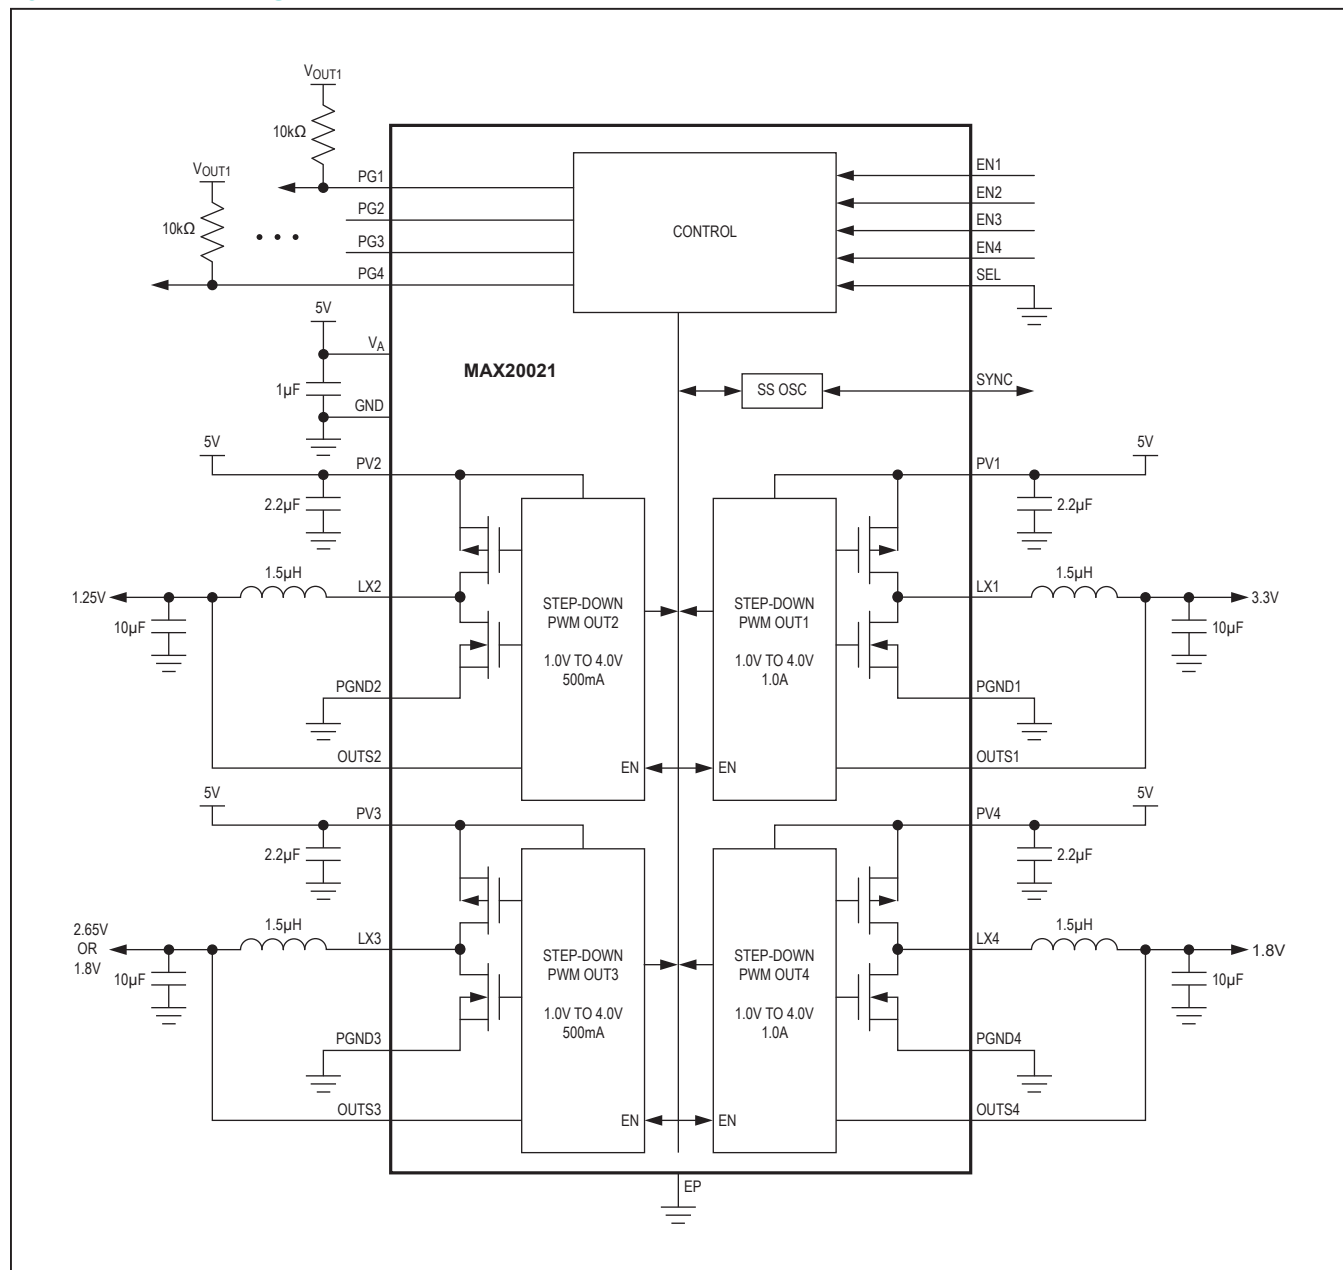 VOUT1
10kΩ
VOUT1
10kΩ
• • •
PG1
PG2
PG3
PG4
CONTROL
EN1
EN2
EN3
EN4
SEL
5V
VA
1µF
GND
MAX20021
SS OSC
SYNC
5V
PV2
2.2µF
PV1
5V
2.2µF
1.25V
10µF
1.5µH
LX2
STEP-DOWN
PWM OUT2
1.0V TO 4.0V
500mA
EN
PGND2
OUTS2
STEP-DOWN
PWM OUT1
1.0V TO 4.0V
1.0A
EN
LX1
1.5µH
3.3V
10µF
PGND1
OUTS1
5V
PV3
2.2µF
PV4
5V
2.2µF
2.65V
OR
1.8V
10µF
1.5µH
LX3
STEP-DOWN
PWM OUT3
1.0V TO 4.0V
500mA
EN
PGND3
OUTS3
STEP-DOWN
PWM OUT4
1.0V TO 4.0V
1.0A
EN
LX4
1.5µH
1.8V
10µF
PGND4
OUTS4
EP